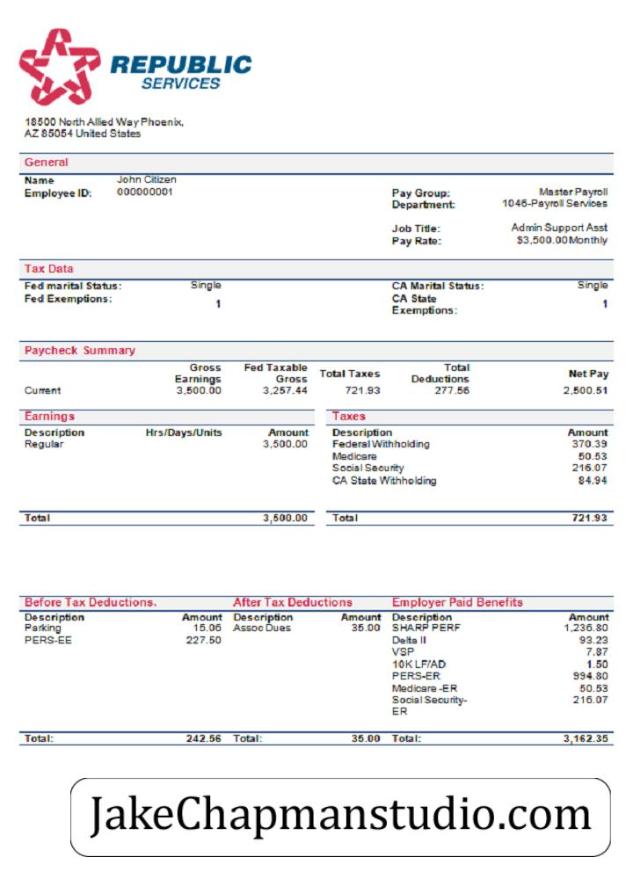 REPUBLIC
SERVICES
18500 North Allied Way Phoenix,
AZ 85054 United States
General
Name John Citizen
Employee ID: 000000001
Pay Group: Master Payroll
Department: 1046-Payroll Services
Job Title: Admin Support Asst
Pay Rate: $3,500.00Monthly
Tax Data
Fed marital Status: Single CA Marital Status: Single
Fed Exemptions: 1 CA State
Exemptions: 1
Paycheck Summary
Gross Earnings Fed Taxable Gross Total Taxes Total Deductions Net Pay
Current 3,500.00 3,257.44 721.93 277.56 2,500.51
Earnings
Description Hrs/Days/Units Amount
Regular 3,500.00
Total 3,500.00
Taxes
Description Amount
Federal Withholding 370.39
Medicare 50.53
Social Security 216.07
CA State Withholding 84.94
Total 721.93
Before Tax Deductions.
Description Amount
Parking 15.06
PERS-EE 227.50
Total: 242.56
After Tax Deductions
Description Amount
Assoc Dues 35.00
Total: 35.00
Employer Paid Benefits
Description Amount
SHARP PERF 1,236.80
Delta II 93.23
VSP 7.87
10K LF/AD 1.50
PERS-ER 994.80
Medicare -ER 50.53
Social Security- 216.07
ER
Total: 3,162.35
JakeChapmanstudio.com